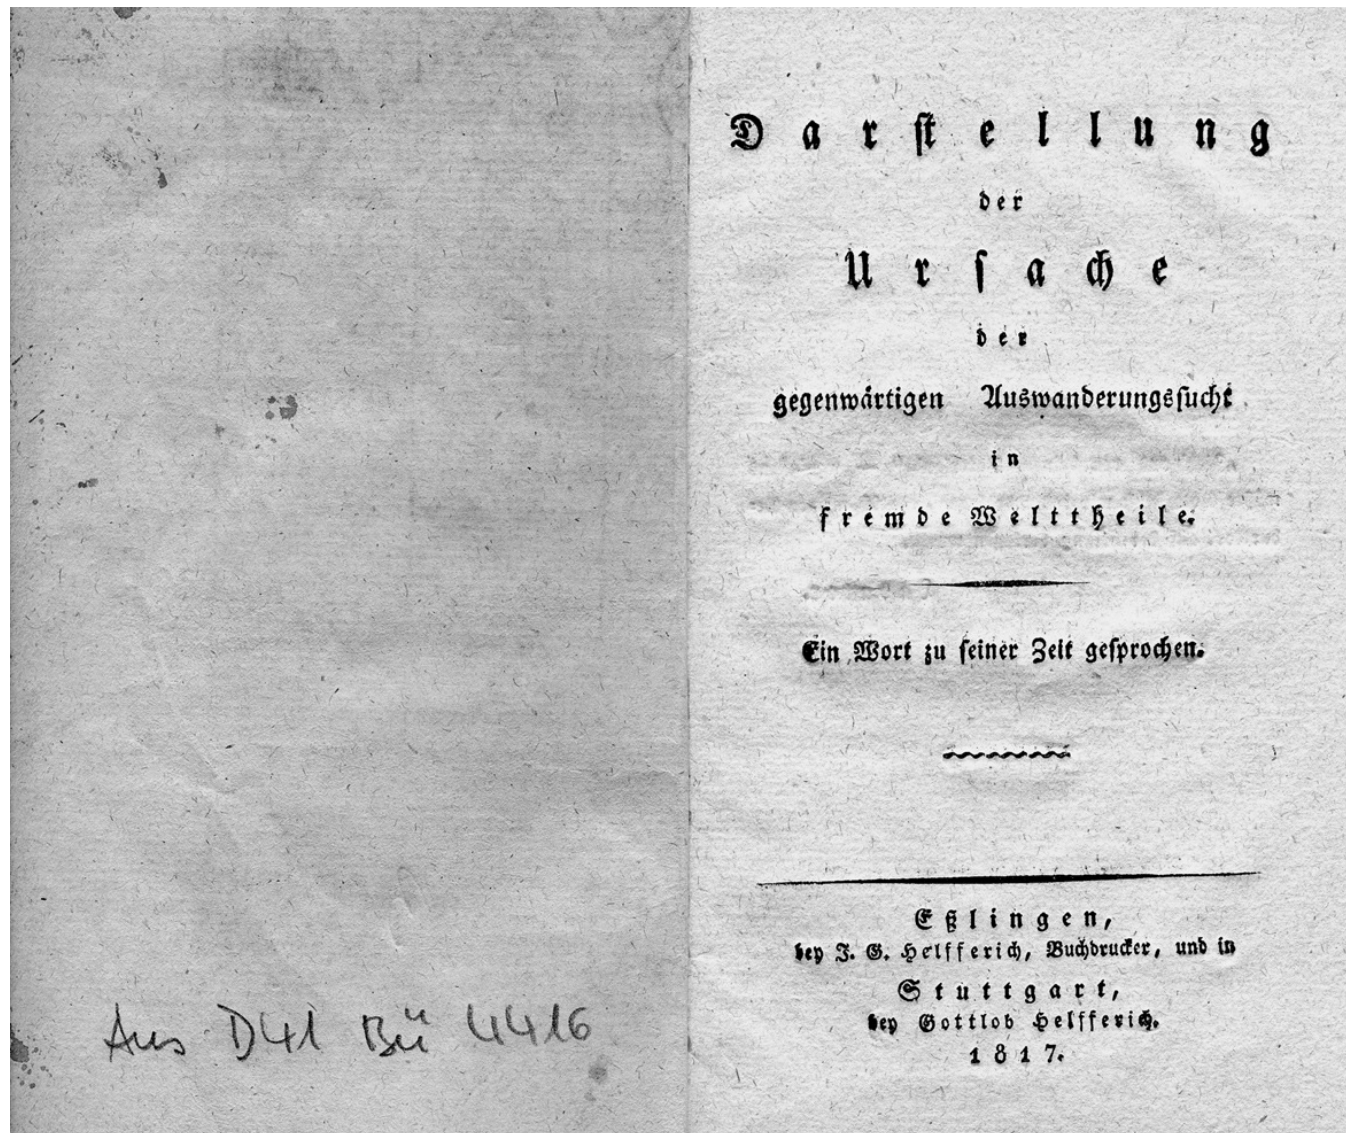 Aus D41 Bü 4416
Darstellung
der
Ursache
der
gegenwärtigen Auswanderungssucht
in
fremde Welttheile.
Ein Wort zu seiner Zeit gesprochen.
Eßlingen,
bey J. G. Helfferich, Buchdrucker, und in
Stuttgart,
bey Gottlob Helfferich.
1817.